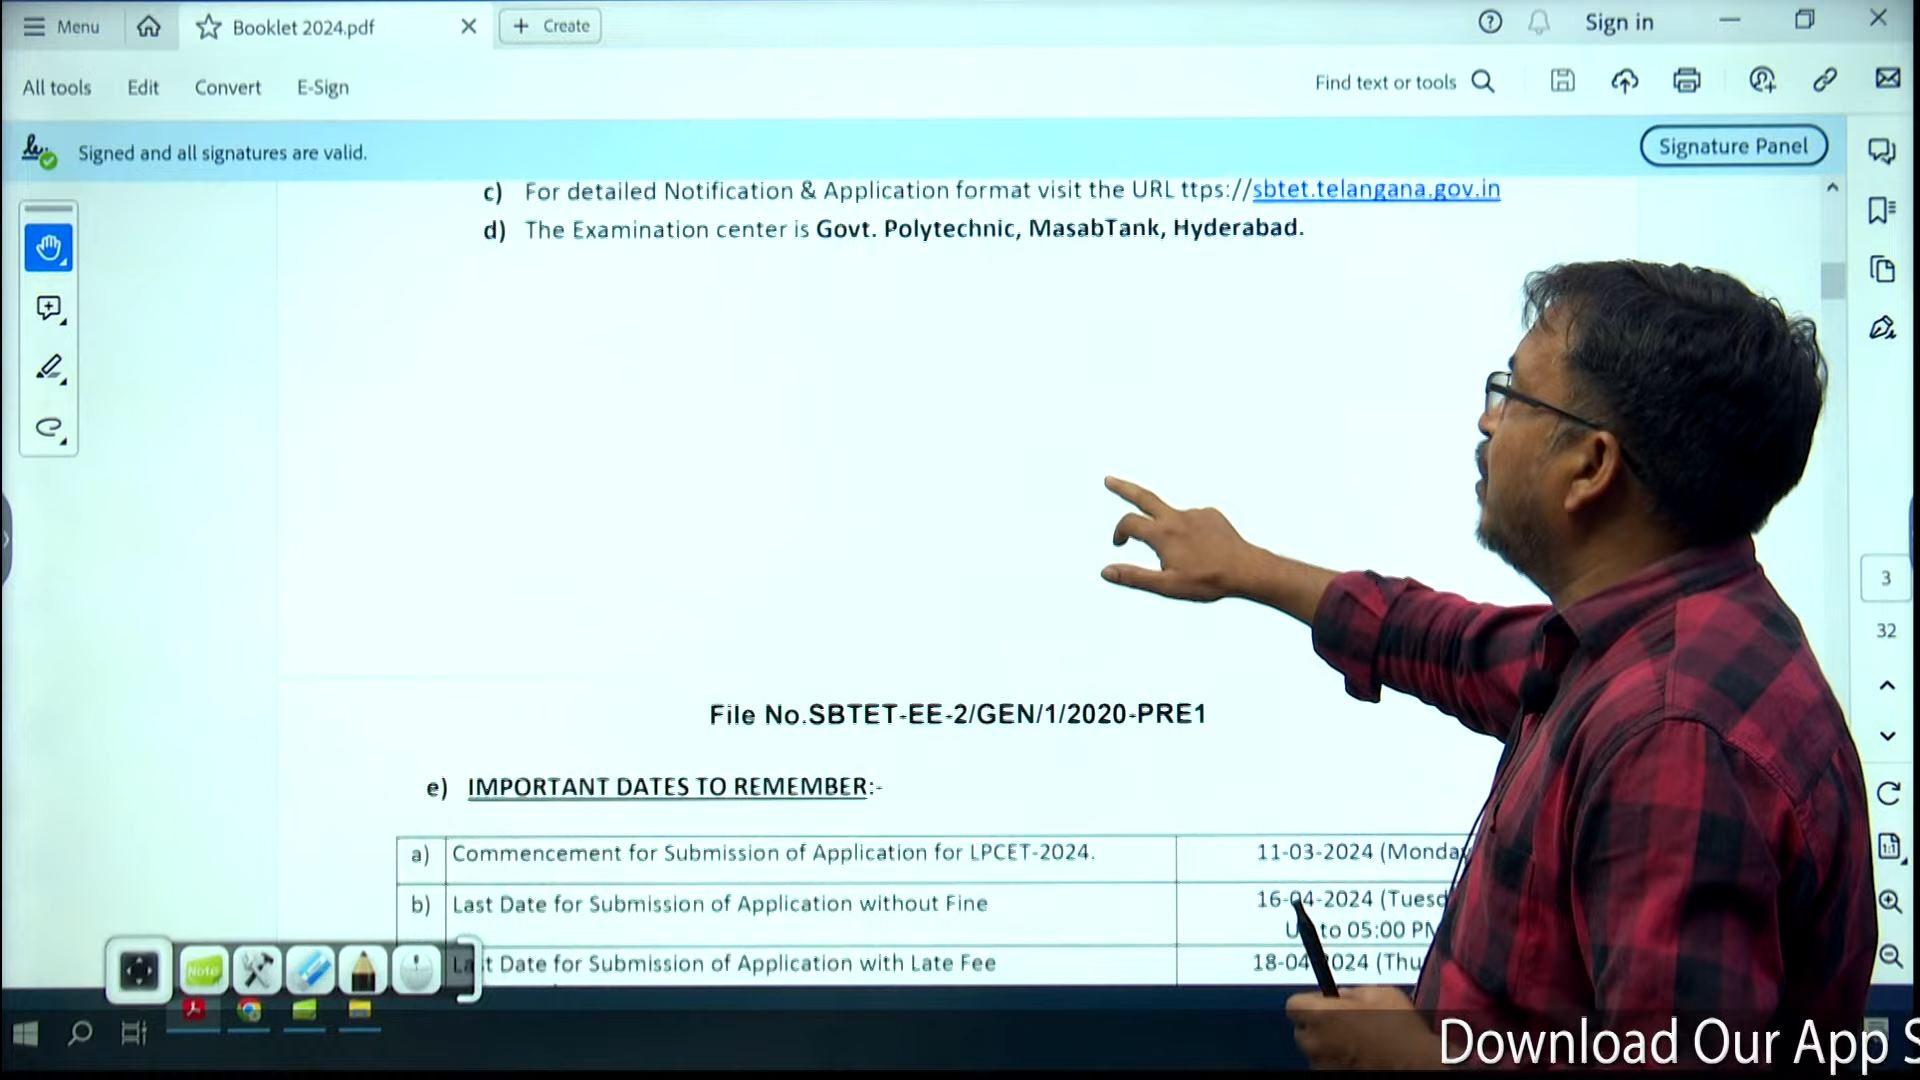 Menu
Booklet 2024.pdf
Create
Sign in
All tools
Edit
Convert
E-Sign
Find text or tools
Signed and all signatures are valid.
Signature Panel
c) For detailed Notification & Application format visit the URL ttps://sbtet.telangana.gov.in
d) The Examination center is Govt. Polytechnic, MasabTank, Hyderabad.
3
32
File No.SBTET-EE-2/GEN/1/2020-PRE1
e) IMPORTANT DATES TO REMEMBER:-
a) Commencement for Submission of Application for LPCET-2024. 11-03-2024 (Monday
b) Last Date for Submission of Application without Fine 16-04-2024 (Tuesd
to 05:00 PM
Date for Submission of Application with Late Fee 18-04 2024 (Thu
Note
Download Our App S